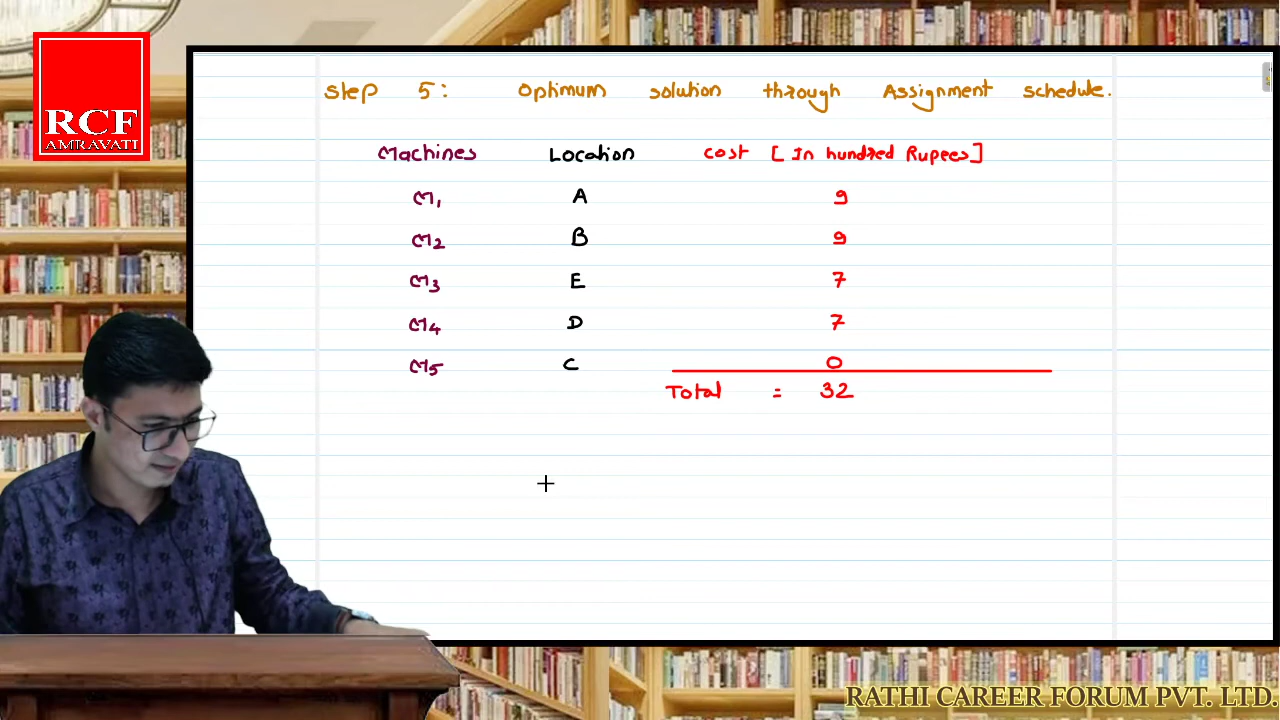 RCF
AMRAVATI
Step 5: Optimum solution through Assignment schedule.
Machines Location cost [In hundred Rupees]
M1 A 9
M2 B 9
M3 E 7
M4 D 7
M5 C 0
Total = 32
RATHI CAREER FORUM PVT. LTD.